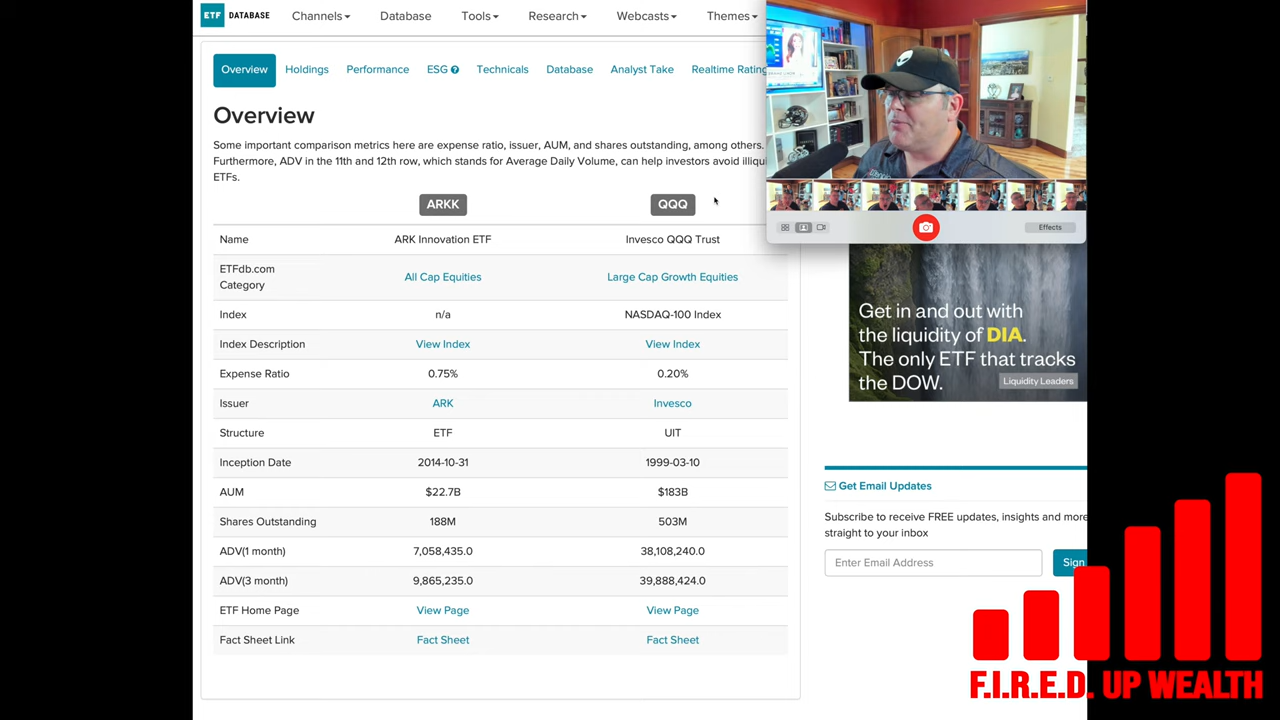 ETF DATABASE Channels Database Tools Research Webcasts Themes
Overview Holdings Performance ESG Technicals Database Analyst Take Realtime Rating
Overview
Some important comparison metrics here are expense ratio, issuer, AUM, and shares outstanding, among others.
Furthermore, ADV in the 11th and 12th row, which stands for Average Daily Volume, can help investors avoid
ETFs.
ARKK QQQ
Name ARK Innovation ETF Invesco QQQ Trust
ETFdb.com
Category All Cap Equities Large Cap Growth Equities
Index n/a NASDAQ-100 Index
Index Description View Index View Index
Expense Ratio 0.75% 0.20%
Issuer ARK Invesco
Structure ETF UIT
Inception Date 2014-10-31 1999-03-10
AUM $22.7B $183B
Shares Outstanding 188M 503M
ADV(1 month) 7,058,435.0 38,108,240.0
ADV(3 month) 9,865,235.0 39,888,424.0
ETF Home Page View Page View Page
Fact Sheet Link Fact Sheet Fact Sheet
Effects
Get in and out with
the liquidity of DIA.
The only ETF that tracks
the DOW. Liquidity Leaders
Get Email Updates
Subscribe to receive FREE updates, insights and more
straight to your inbox
Enter Email Address Sign
F.I.R.E.D. UP WEALTH